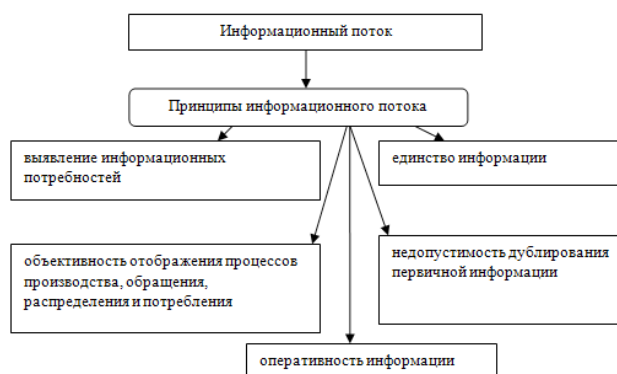 Информационный поток
Принципы информационного потока
выявление информационных
потребностей
единство информации
объективность отображения процессов
производства, обращения,
распределения и потребления
недопустимость дублирования
первичной информации
оперативность информации